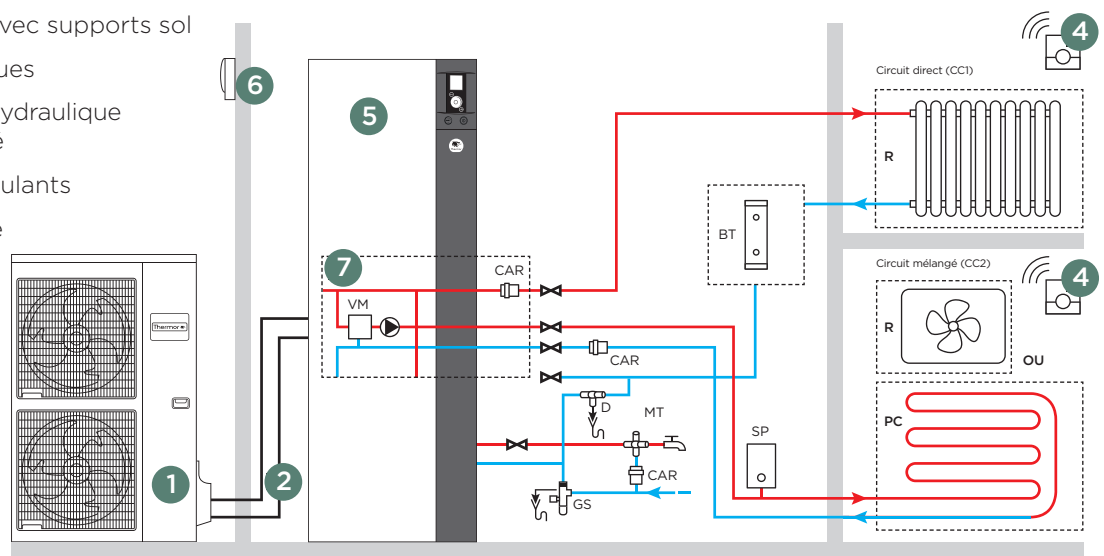 vec supports sol
ues
ydraulique
ulants
4
Circuit direct (CC1)
6
5
R
BT
7
CAR
Circuit mélangé (CC2)
4
VM
R
OU
Thermor
CAR
D
MT
PC
SP
1
2
CAR
GS